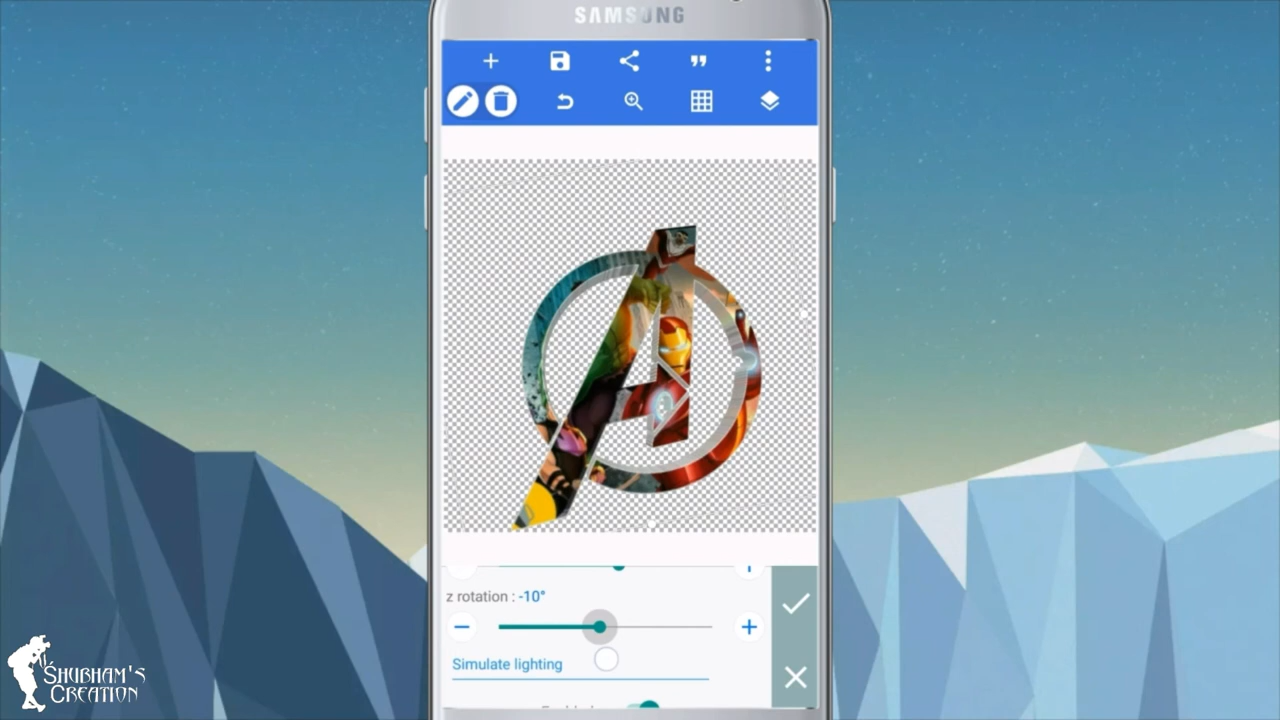 SAMSUNG
z rotation : -10°
Simulate lighting
SHUBHAM'S
CREATION